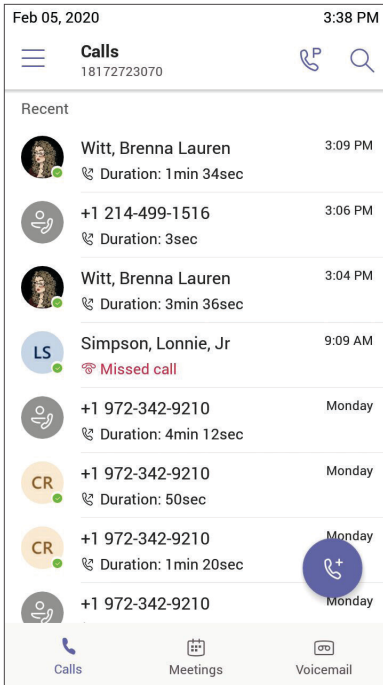 Feb 05, 2020 3:38 PM
Calls
18172723070
P
Recent
Witt, Brenna Lauren 3:09 PM
Duration: 1min 34sec
+1 214-499-1516 3:06 PM
Duration: 3sec
Witt, Brenna Lauren 3:04 PM
Duration: 3min 36sec
LS Simpson, Lonnie, Jr 9:09 AM
Missed call
+1 972-342-9210 Monday
Duration: 4min 12sec
CR +1 972-342-9210 Monday
Duration: 50sec
CR +1 972-342-9210 Monday
Duration: 1min 20sec
+1 972-342-9210 Monday
Calls Meetings Voicemail